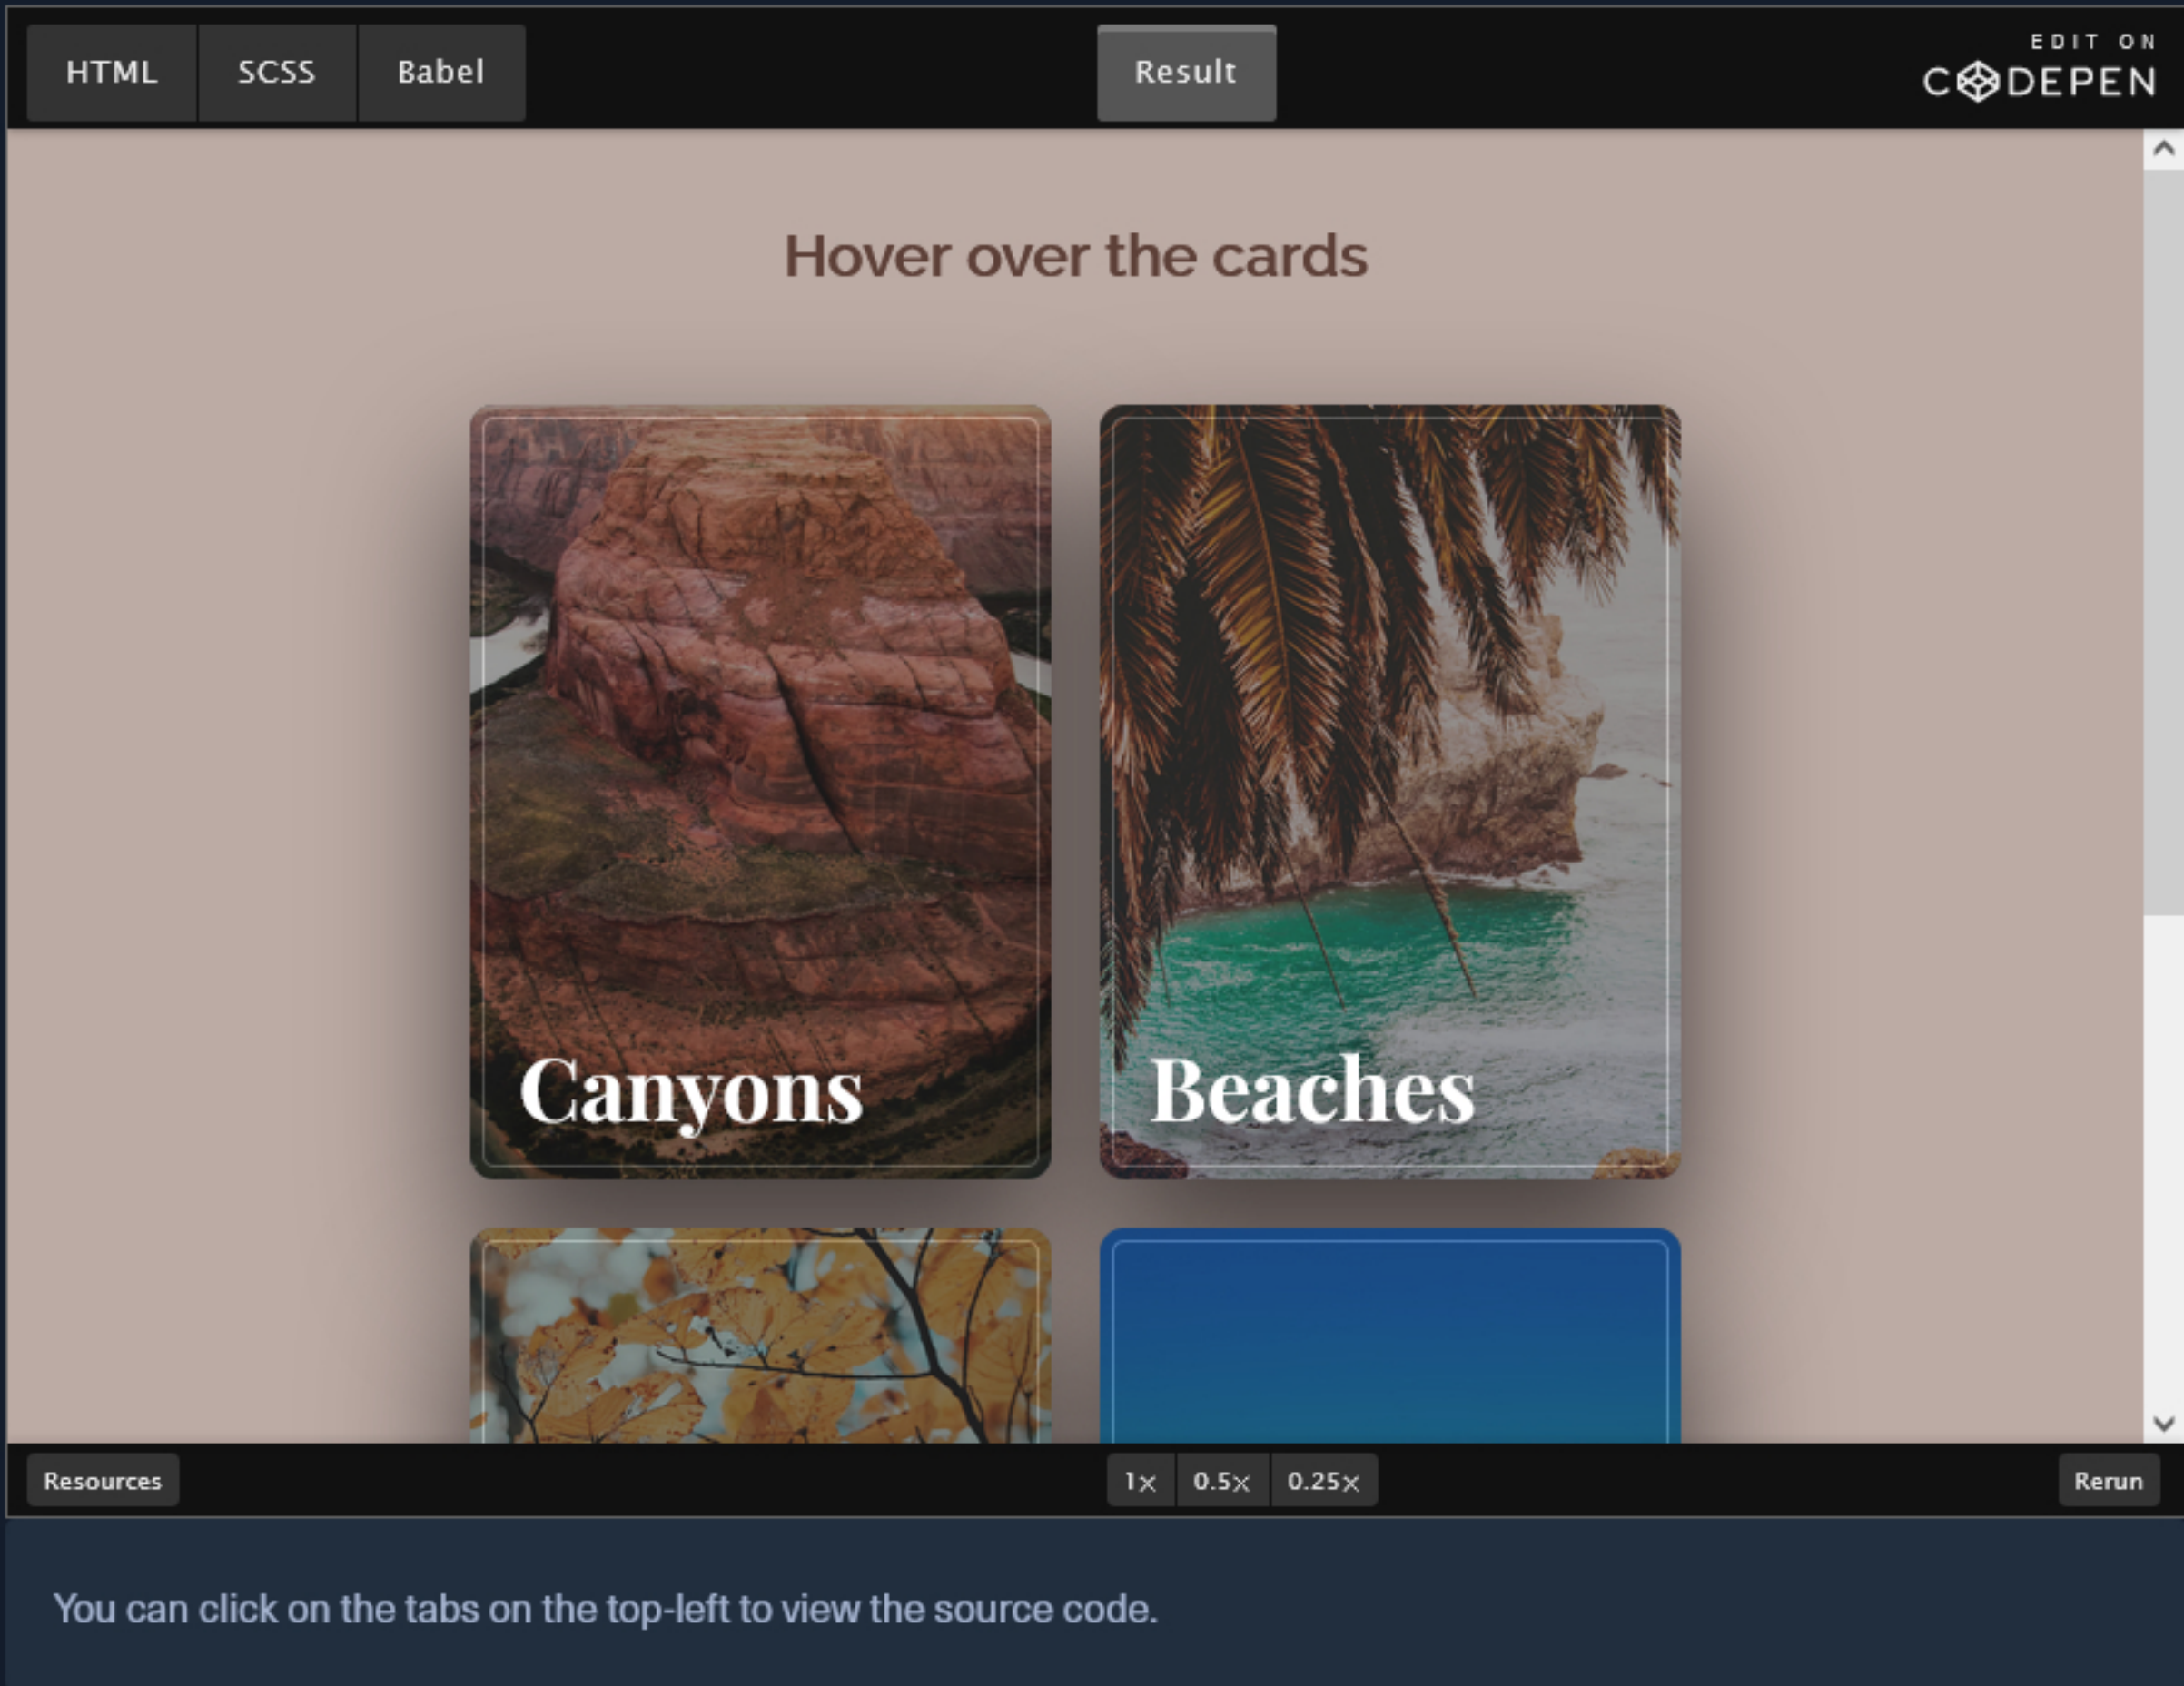 HTML SCSS Babel Result EDIT ON
CODEPEN
Hover over the cards
Canyons Beaches
Resources 1× 0.5× 0.25× Rerun
You can click on the tabs on the top-left to view the source code.